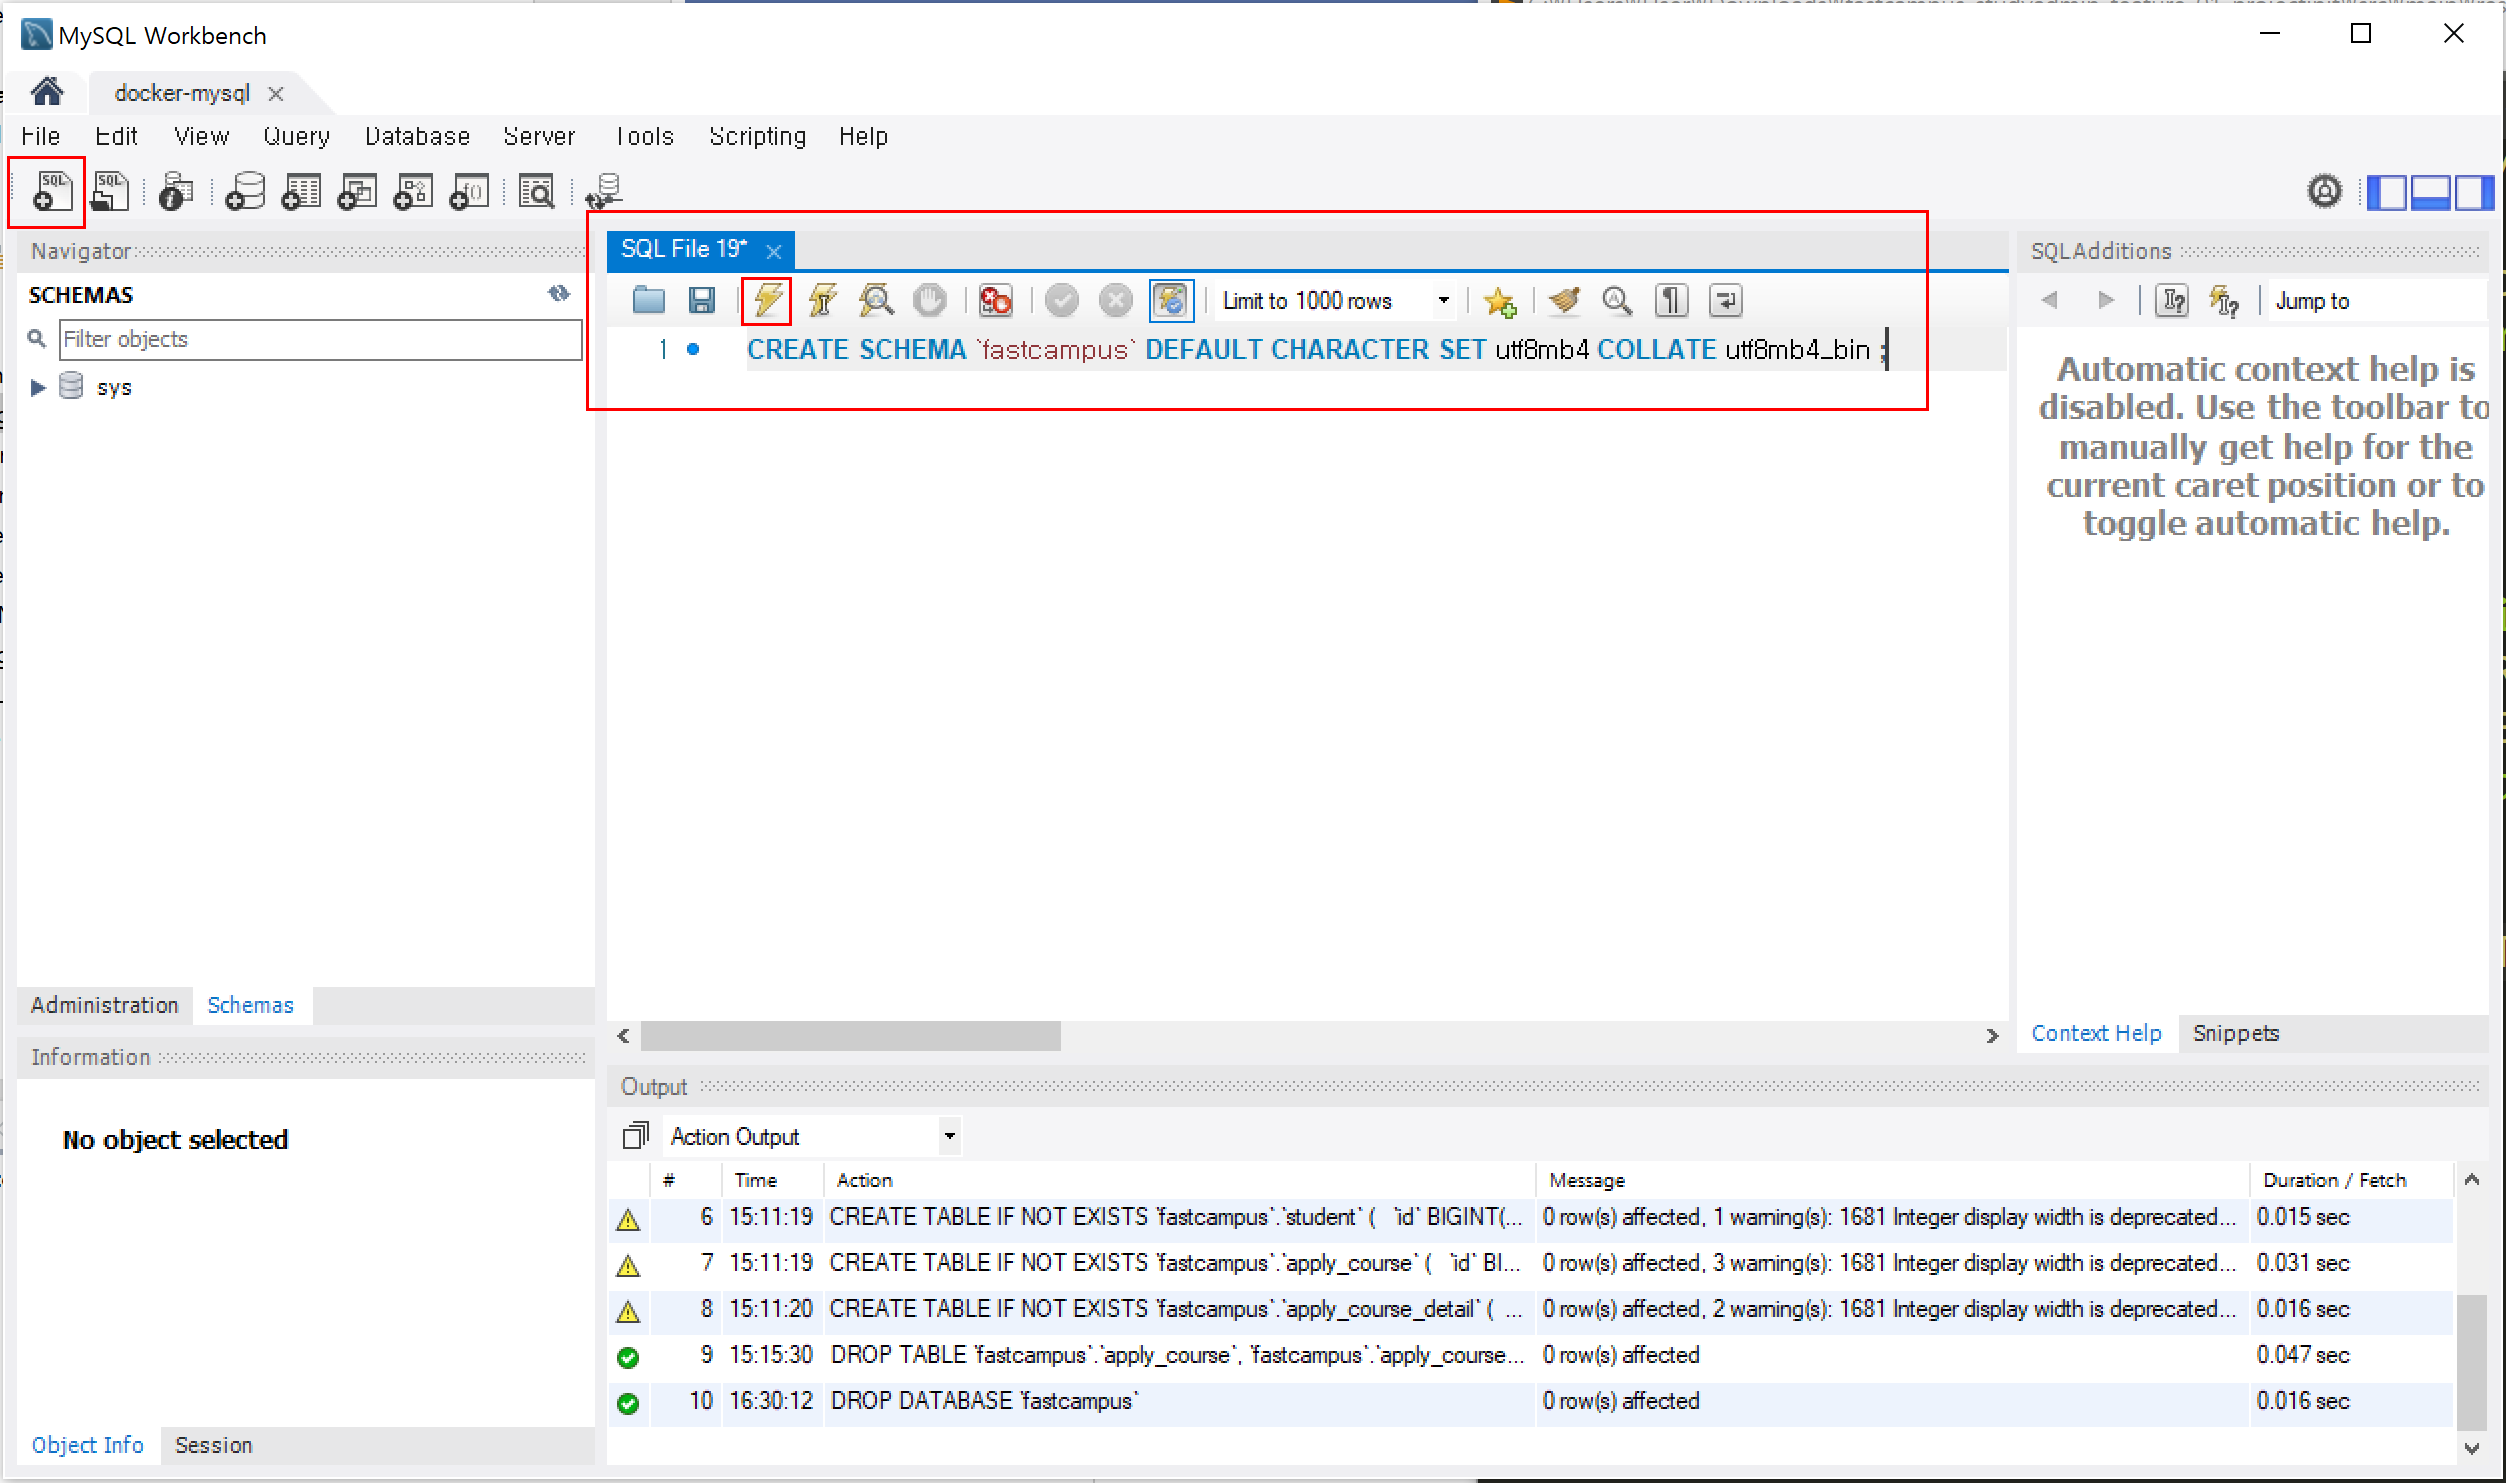 MySQL Workbench
docker-mysql
File Edit View Query Database Server Tools Scripting Help
Navigator
SCHEMAS
Filter objects
sys
Administration Schemas
Information
No object selected
Object Info Session
SQL File 19*
Limit to 1000 rows
1 CREATE SCHEMA `fastcampus` DEFAULT CHARACTER SET utf8mb4 COLLATE utf8mb4_bin ;
SQLAdditions
Jump to
Automatic context help is
disabled. Use the toolbar to
manually get help for the
current caret position or to
toggle automatic help.
Context Help Snippets
Output
Action Output
# Time Action Message Duration / Fetch
6 15:11:19 CREATE TABLE IF NOT EXISTS `fastcampus`.`student` ( `id` BIGINT(... 0 row(s) affected, 1 warning(s): 1681 Integer display width is deprecated... 0.015 sec
7 15:11:19 CREATE TABLE IF NOT EXISTS `fastcampus`.`apply_course` ( `id` BI... 0 row(s) affected, 3 warning(s): 1681 Integer display width is deprecated... 0.031 sec
8 15:11:20 CREATE TABLE IF NOT EXISTS `fastcampus`.`apply_course_detail` ( ... 0 row(s) affected, 2 warning(s): 1681 Integer display width is deprecated... 0.016 sec
9 15:15:30 DROP TABLE `fastcampus`.`apply_course`, `fastcampus`.`apply_course... 0 row(s) affected 0.047 sec
10 16:30:12 DROP DATABASE `fastcampus` 0 row(s) affected 0.016 sec